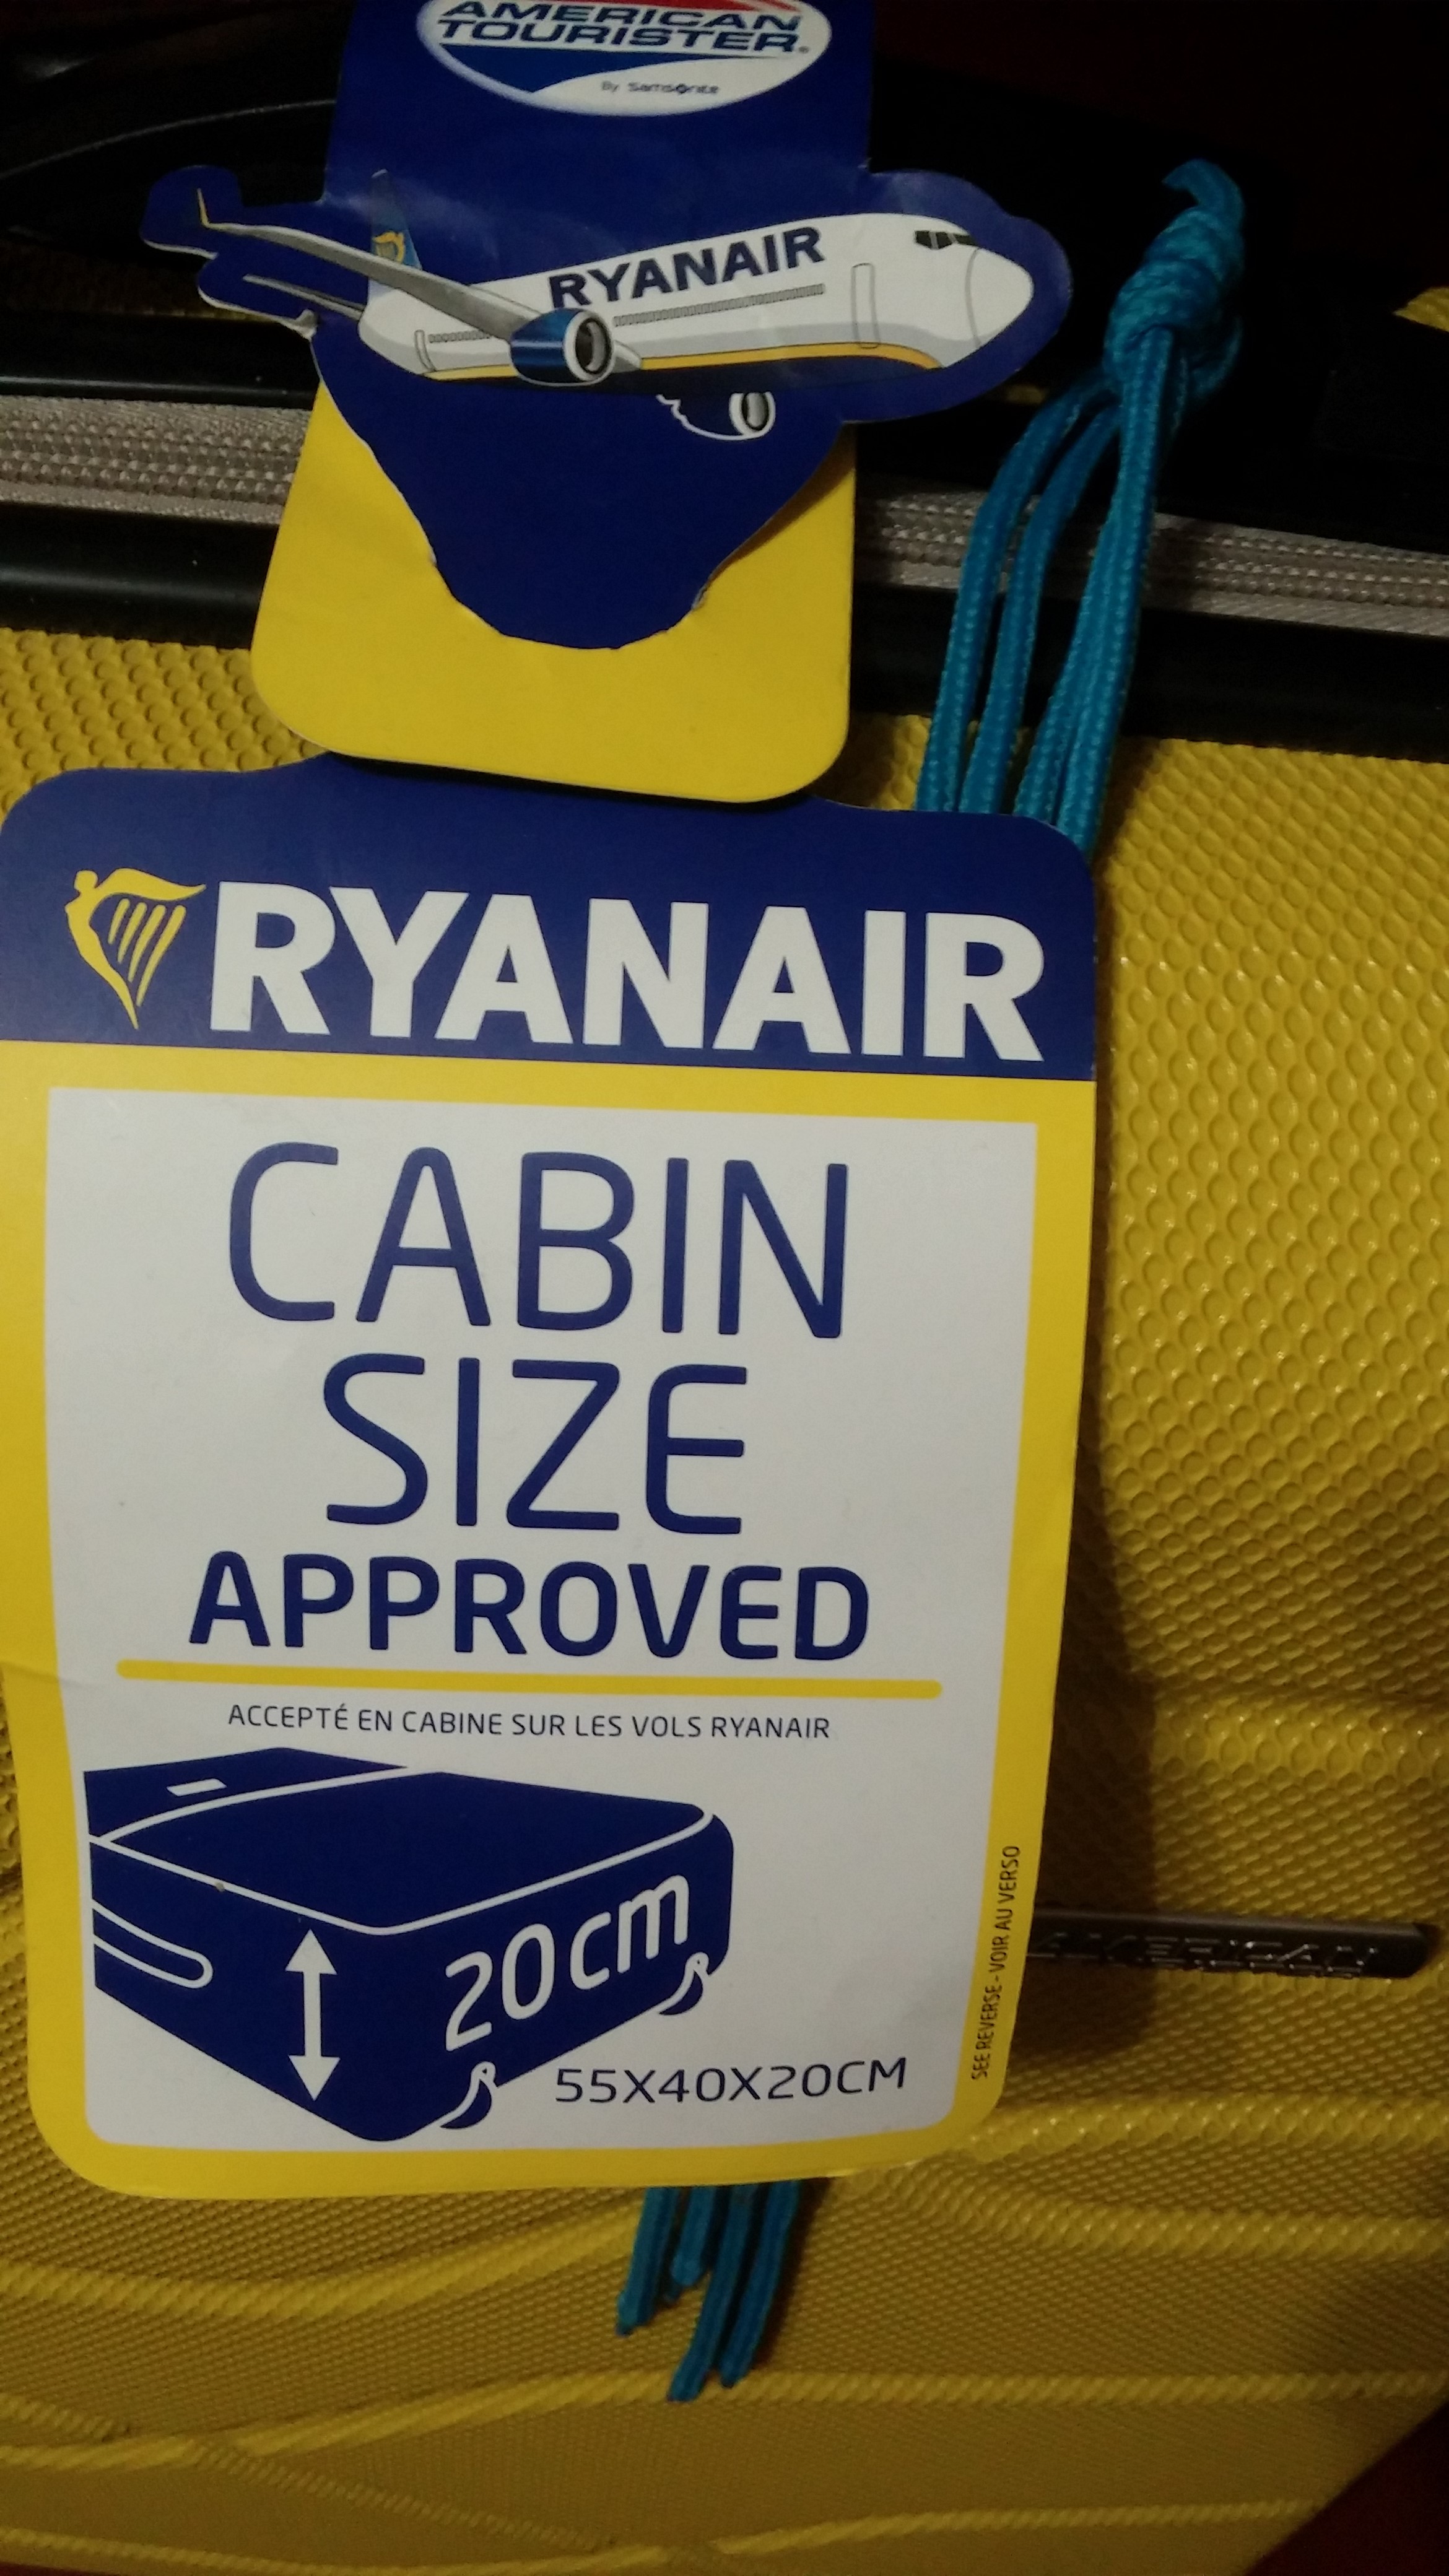 AMERICAN
TOURISTER®
By Samsonite
RYANAIR
RYANAIR
CABIN
SIZE
APPROVED
ACCEPTÉ EN CABINE SUR LES VOLS RYANAIR
20cm
55X40X20CM
SEE REVERSE - VOIR AU VERSO
AMERICAN